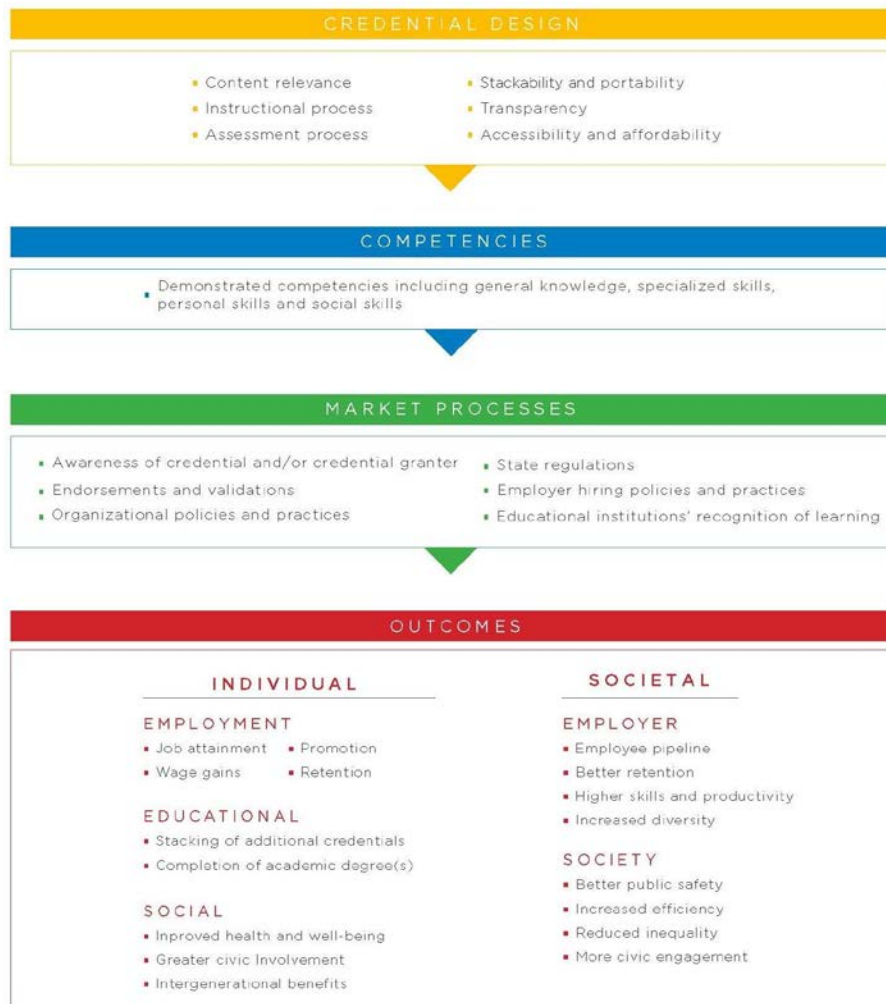 CREDENTIAL DESIGN
▪ Content relevance
▪ Instructional process
▪ Assessment process
▪ Stackability and portability
▪ Transparency
▪ Accessibility and affordability
COMPETENCIES
▪ Demonstrated competencies including general knowledge, specialized skills,
personal skills and social skills
MARKET PROCESSES
▪ Awareness of credential and/or credential granter
▪ Endorsements and validations
▪ Organizational policies and practices
▪ State regulations
▪ Employer hiring policies and practices
▪ Educational institutions' recognition of learning
OUTCOMES
INDIVIDUAL
EMPLOYMENT
▪ Job attainment ▪ Promotion
▪ Wage gains ▪ Retention
EDUCATIONAL
▪ Stacking of additional credentials
▪ Completion of academic degree(s)
SOCIAL
▪ Inproved health and well-being
▪ Greater civic Involvement
▪ Intergenerational benefits
SOCIETAL
EMPLOYER
▪ Employee pipeline
▪ Better retention
▪ Higher skills and productivity
▪ Increased diversity
SOCIETY
▪ Better public safety
▪ Increased efficiency
▪ Reduced inequality
▪ More civic engagement